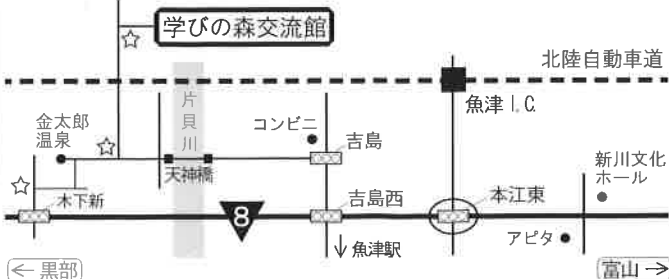 学びの森交流館
北陸自動車道
魚津 I.C.
片貝川
金太郎
温泉
コンビニ
吉島
天神橋
新川文化
ホール
木下新
8
吉島西
本江東
アピタ
↓魚津駅
←黒部
富山→